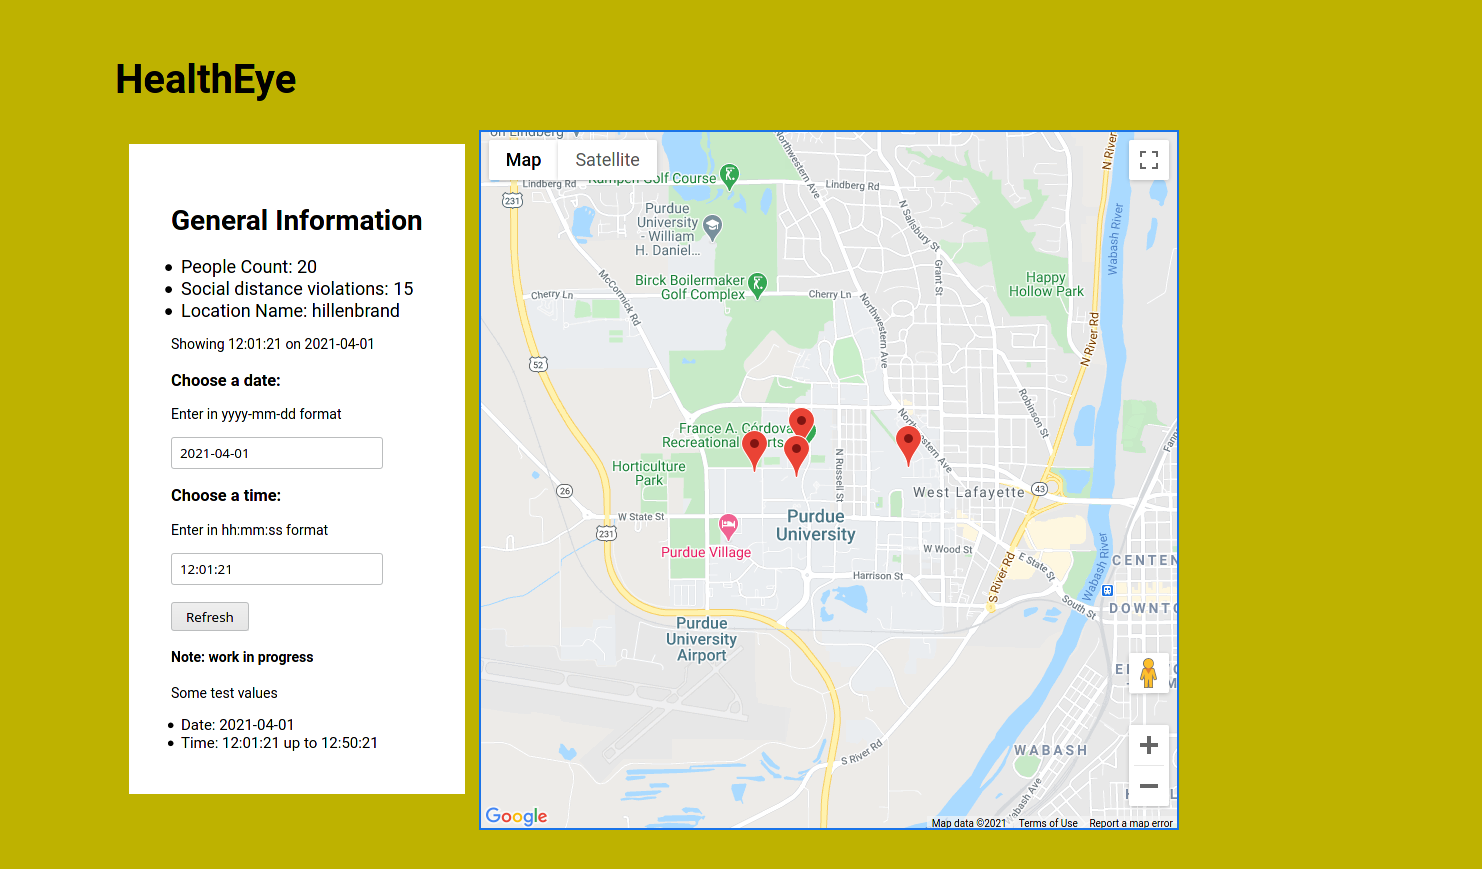 HealthEye
General Information
People Count: 20
Social distance violations: 15
Location Name: hillenbrand
Showing 12:01:21 on 2021-04-01
Choose a date:
Enter in yyyy-mm-dd format
2021-04-01
Choose a time:
Enter in hh:mm:ss format
12:01:21
Refresh
Note: work in progress
Some test values
Date: 2021-04-01
Time: 12:01:21 up to 12:50:21
on Lindberg
Map
Satellite
Golf Course
Lindberg Rd
Lindberg Rd
231
Northwestern Ave
N River
Purdue
University
- William
H. Daniel...
N Salisbury St
Wabash River
Grant St
Birck Boilermaker
Golf Complex
Happy
Hollow Park
McCormick Rd
Cherry Ln
Cherry Ln
Northwestern Ave
N River Rd
52
Robinson St
France A. Córdova
Recreational
Northwestern Ave
Horticulture
Park
N Russell St
26
West Lafayette
43
W State St
231
Purdue
University
Purdue Village
W Wood St
E State St
Wabash River
CENTEN
Harrison St
S River Rd
South St
DOWNTO
Purdue
University
Airport
S River Rd
WABASH
Wabash Ave
Google
Map data ©2021
Terms of Use
Report a map error